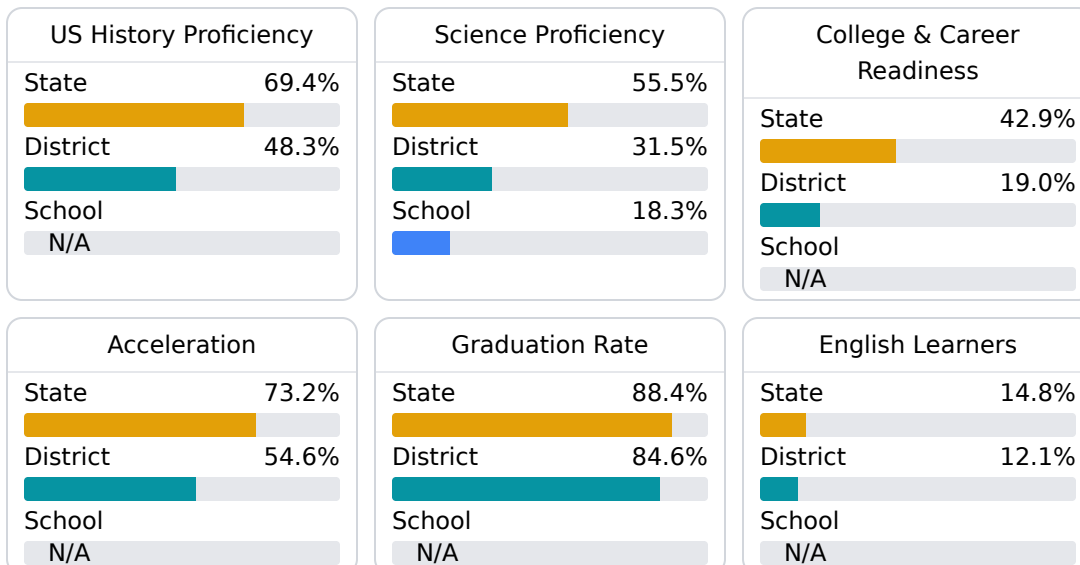 US History Proficiency
State 69.4%
District 48.3%
School
N/A
Science Proficiency
State 55.5%
District 31.5%
School 18.3%
College & Career
Readiness
State 42.9%
District 19.0%
School
N/A
Acceleration
State 73.2%
District 54.6%
School
N/A
Graduation Rate
State 88.4%
District 84.6%
School
N/A
English Learners
State 14.8%
District 12.1%
School
N/A